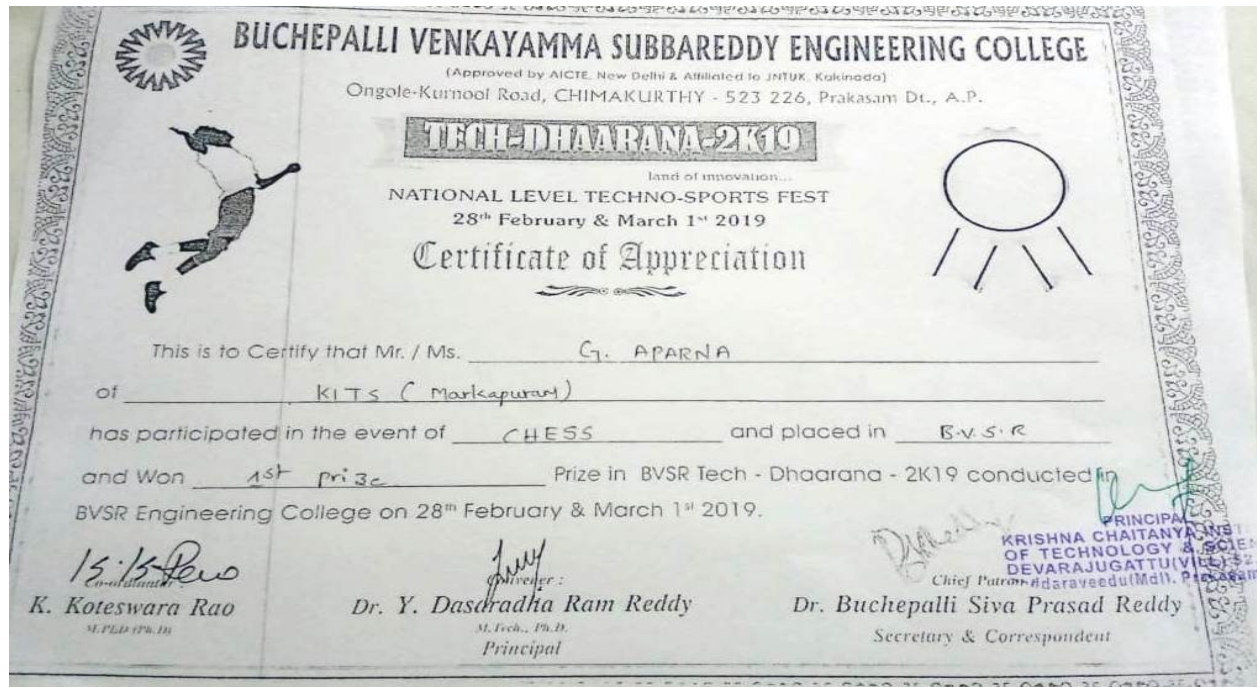 BUCHEPALLI VENKAYAMMA SUBBAREDDY ENGINEERING COLLEGE
(Approved by AICTE, New Delhi & Affiliated to JNTUK, Kakinada)
Ongole-Kurnool Road, CHIMAKURTHY - 523 226, Prakasam Dt., A.P.
TECH-DHAARANA-2K19
land of innovation...
NATIONAL LEVEL TECHNO-SPORTS FEST
28th February & March 1st 2019
Certificate of Appreciation
This is to Certify that Mr. / Ms. G. APARNA
of KITS (Markapuram)
has participated in the event of CHESS and placed in B.V.S.R
and Won 1st prize Prize in BVSR Tech - Dhaarana - 2K19 conducted in
BVSR Engineering College on 28th February & March 1st 2019.
PRINCIPAL
KRISHNA CHAITANYA INST
OF TECHNOLOGY & SCIEN
DEVARAJUGATTU(VILL)
daraveedu(Mdl), Prakasam
Co-ordinator :
K. Koteswara Rao
Convener :
Dr. Y. Dasaradha Ram Reddy
M.Tech., Ph.D.
Principal
Chief Patron
Dr. Buchepalli Siva Prasad Reddy
Secretary & Correspondent